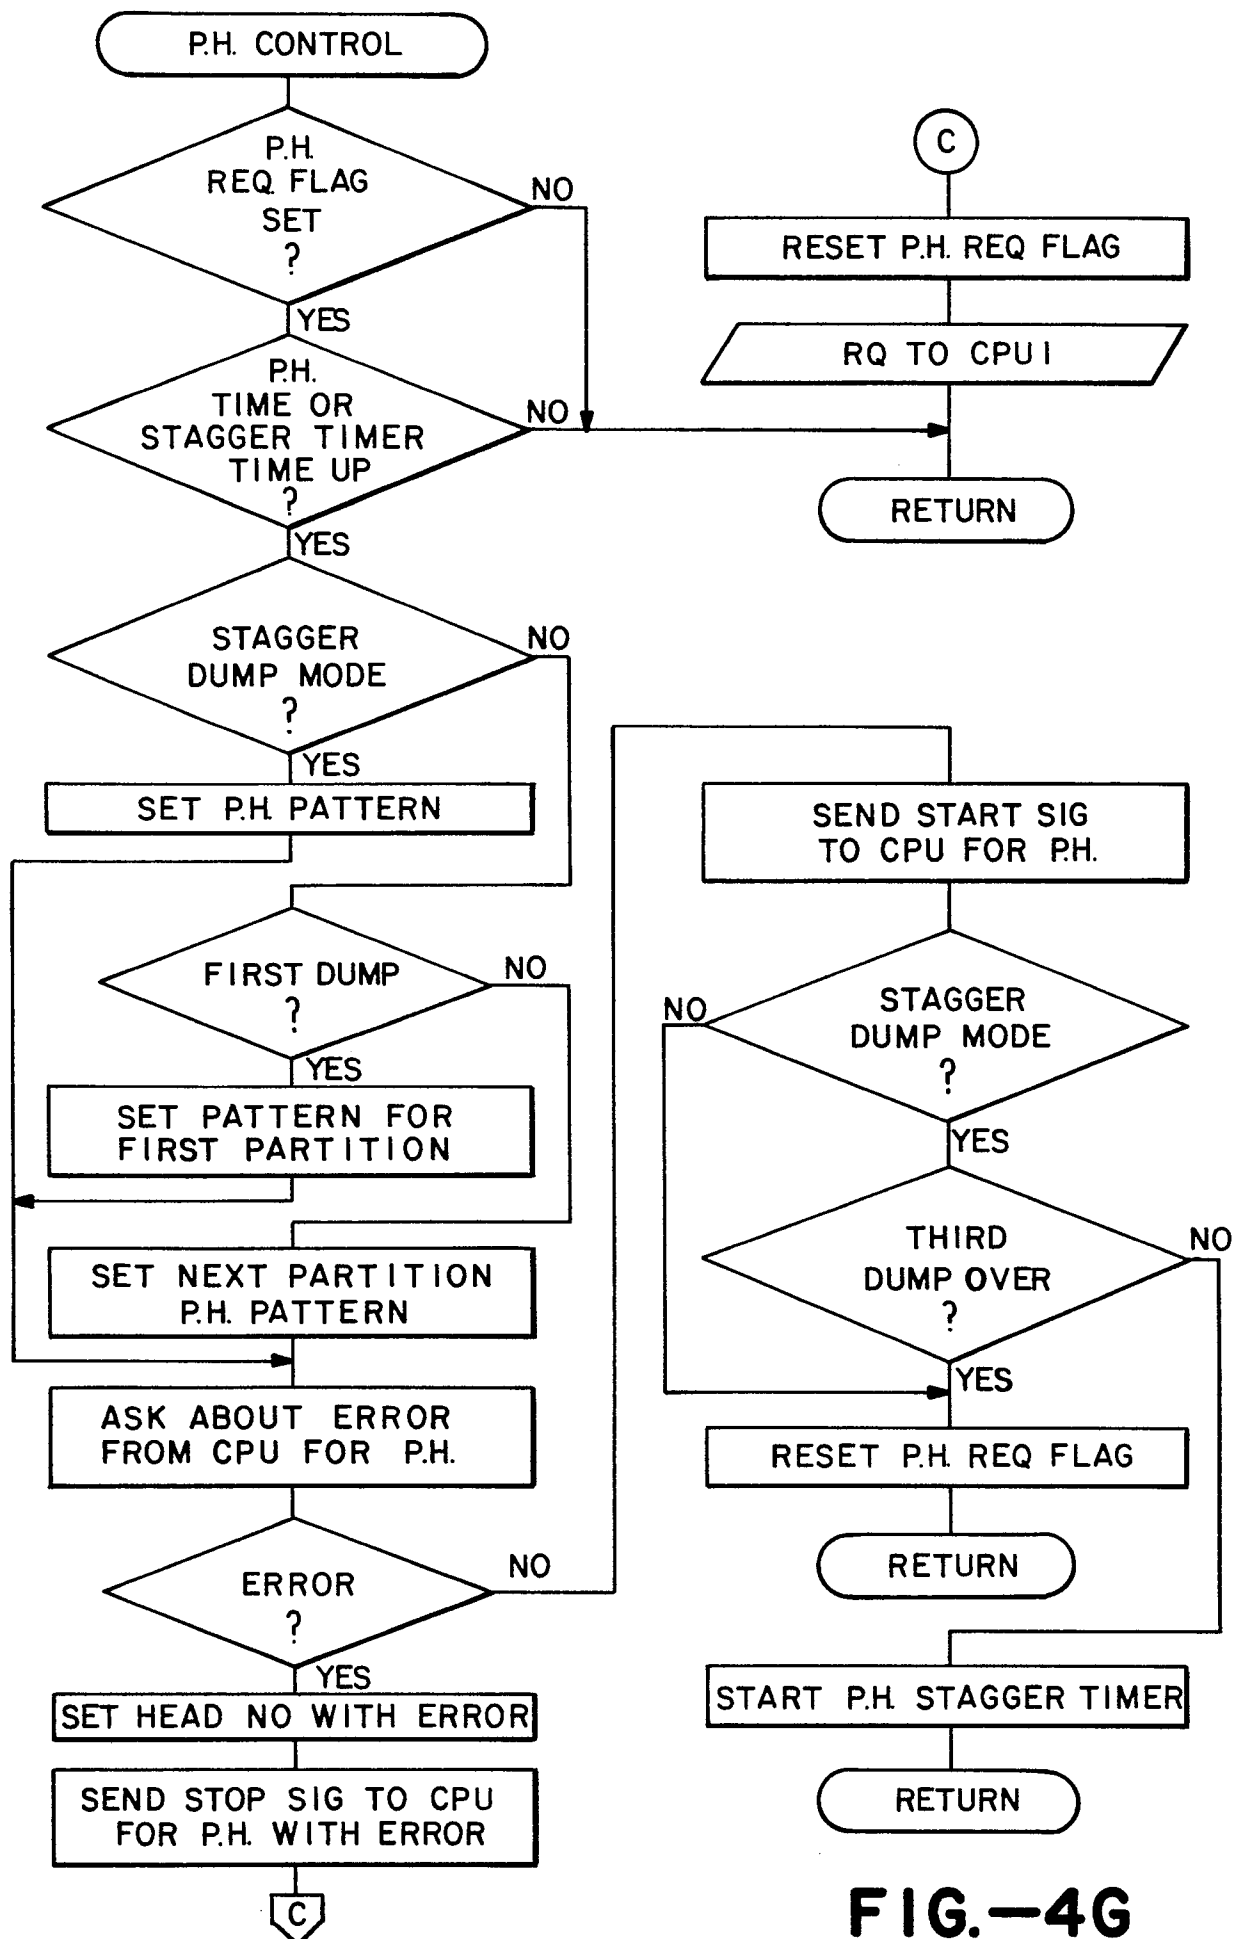 P.H. CONTROL
P.H.
REQ. FLAG
SET
?
NO
YES
P.H.
TIME OR
STAGGER TIMER
TIME UP
?
NO
YES
STAGGER
DUMP MODE
?
NO
YES
SET P.H. PATTERN
FIRST DUMP
?
NO
YES
SET PATTERN FOR
FIRST PARTITION
SET NEXT PARTITION
P.H. PATTERN
ASK ABOUT ERROR
FROM CPU FOR P.H.
ERROR
?
NO
YES
SET HEAD NO WITH ERROR
SEND STOP SIG TO CPU
FOR P.H. WITH ERROR
C
C
RESET P.H. REQ FLAG
RQ TO CPU1
RETURN
SEND START SIG
TO CPU FOR P.H.
STAGGER
DUMP MODE
?
NO
YES
THIRD
DUMP OVER
?
NO
YES
RESET P.H. REQ FLAG
RETURN
START P.H. STAGGER TIMER
RETURN
FIG.—4G